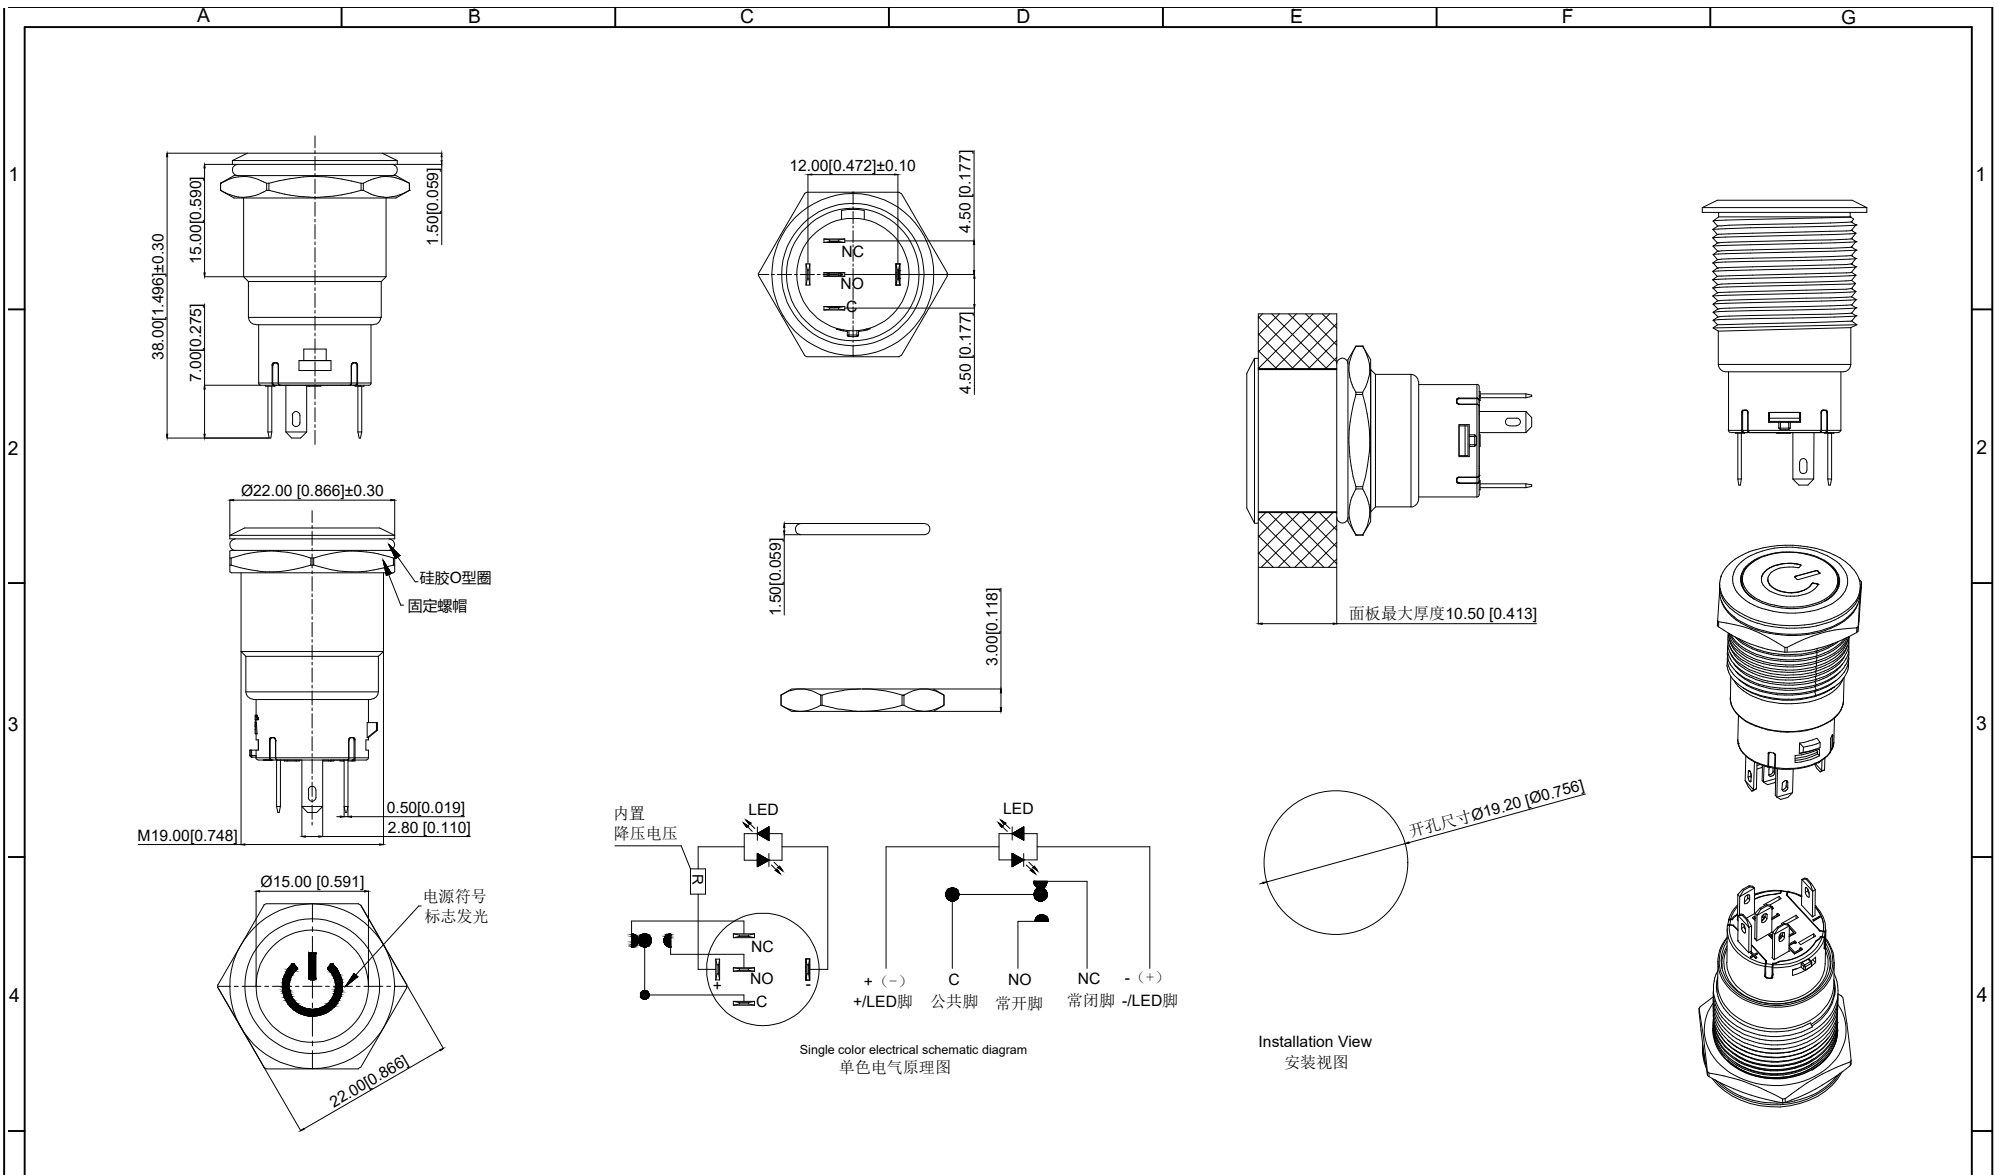 A
B
C
D
E
F
G
1
1
2
2
3
3
4
4
38.00[1.496]±0.30
15.00[0.590]
7.00[0.275]
1.50[0.059]
Ø22.00 [0.866]±0.30
硅胶O型圈
固定螺帽
0.50[0.019]
2.80 [0.110]
M19.00[0.748]
Ø15.00 [0.591]
电源符号
标志发光
22.00[0.866]
12.00[0.472]±0.10
4.50 [0.177]
4.50 [0.177]
NC
NO
C
1.50[0.059]
3.00[0.118]
内置
降压电压
LED
R
NC
NO
C
+
-
LED
+（-） C NO NC -（+）
+/LED脚 公共脚 常开脚 常闭脚 -/LED脚
Single color electrical schematic diagram
单色电气原理图
面板最大厚度10.50 [0.413]
开孔尺寸Ø19.20 [Ø0.756]
Installation View
安装视图